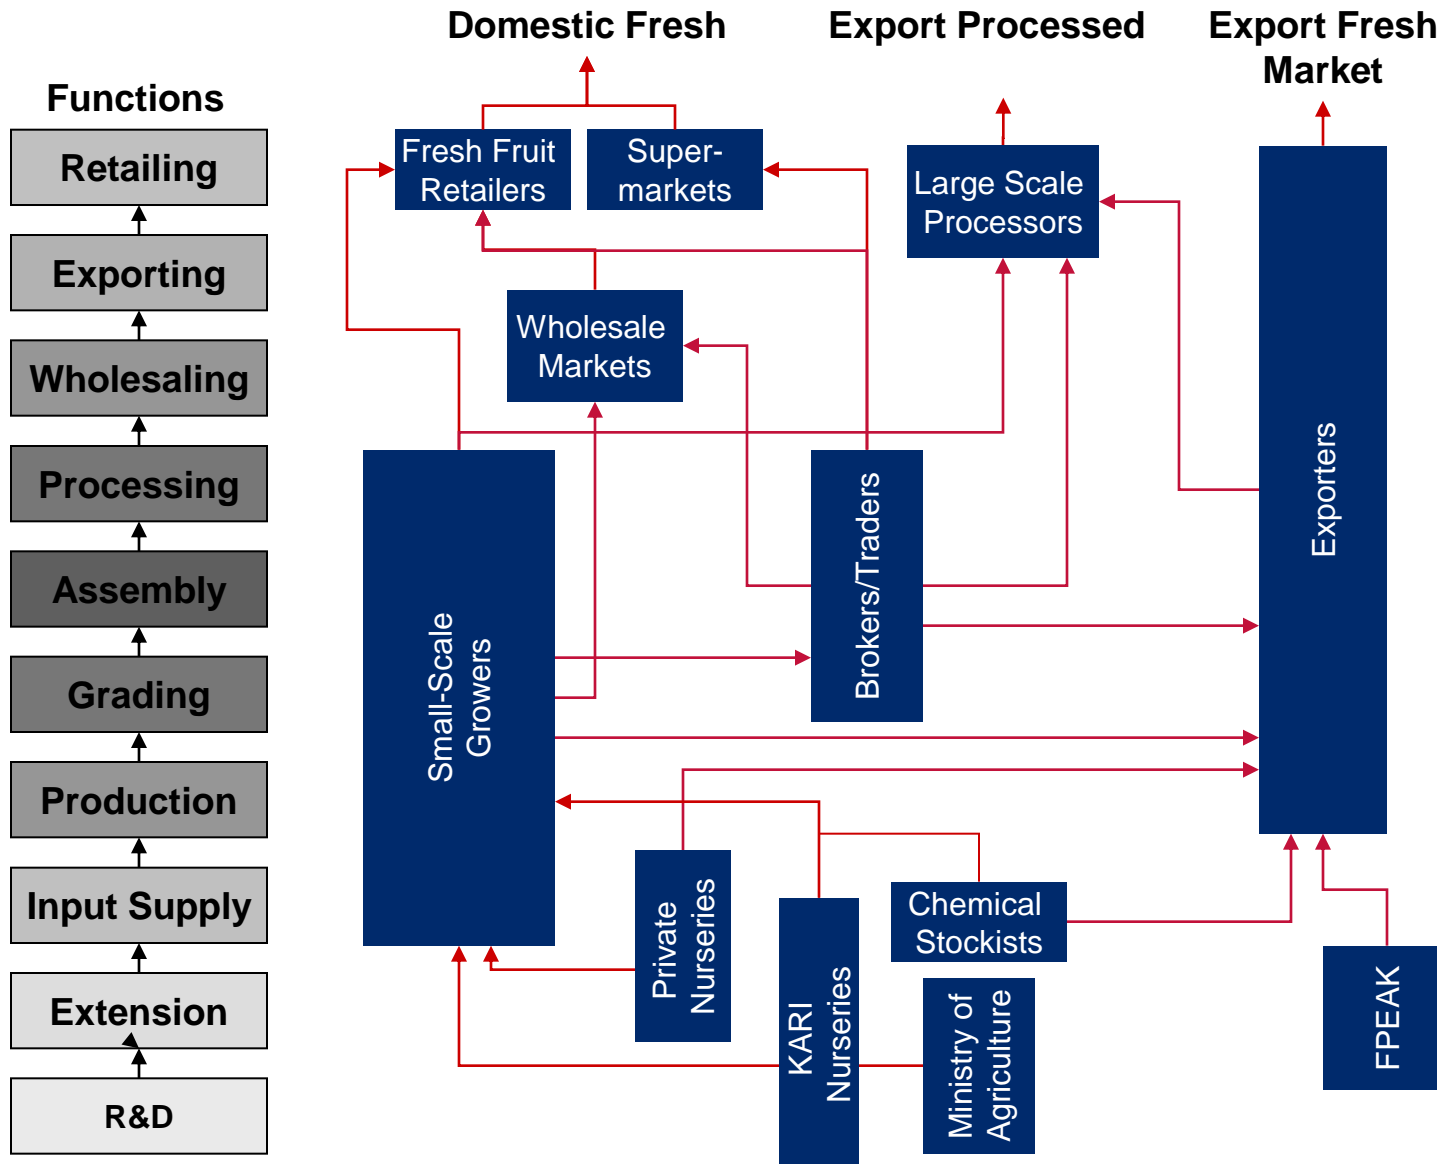 Domestic Fresh
Export Processed
Export Fresh
Market
Functions
Retailing
Exporting
Wholesaling
Processing
Assembly
Grading
Production
Input Supply
Extension
R&D
Fresh Fruit
Retailers
Super-
markets
Large Scale
Processors
Wholesale
Markets
Small-Scale
Growers
Brokers/Traders
Exporters
Private
Nurseries
KARI
Nurseries
Chemical
Stockists
Ministry of
Agriculture
FPEAK